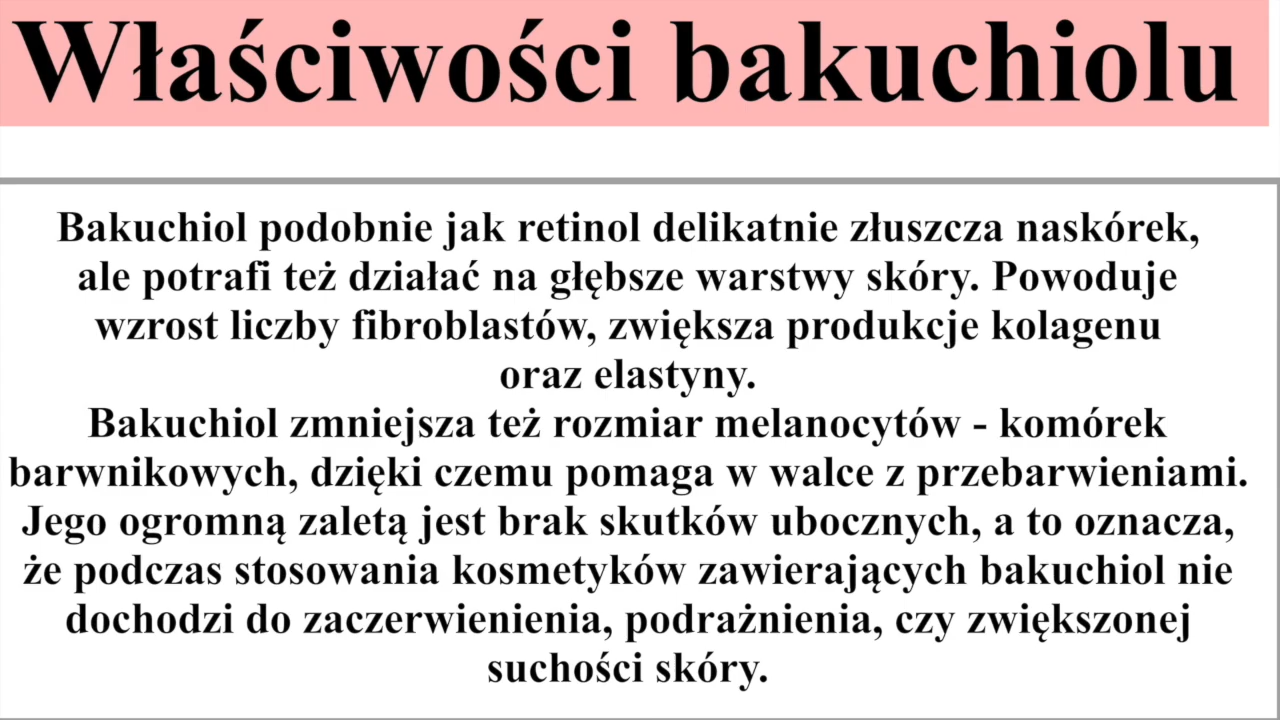 Właściwości bakuchiolu
Bakuchiol podobnie jak retinol delikatnie złuszcza naskórek,
ale potrafi też działać na głębsze warstwy skóry. Powoduje
wzrost liczby fibroblastów, zwiększa produkcje kolagenu
oraz elastyny.
Bakuchiol zmniejsza też rozmiar melanocytów - komórek
barwnikowych, dzięki czemu pomaga w walce z przebarwieniami.
Jego ogromną zaletą jest brak skutków ubocznych, a to oznacza,
że podczas stosowania kosmetyków zawierających bakuchiol nie
dochodzi do zaczerwienienia, podrażnienia, czy zwiększonej
suchości skóry.